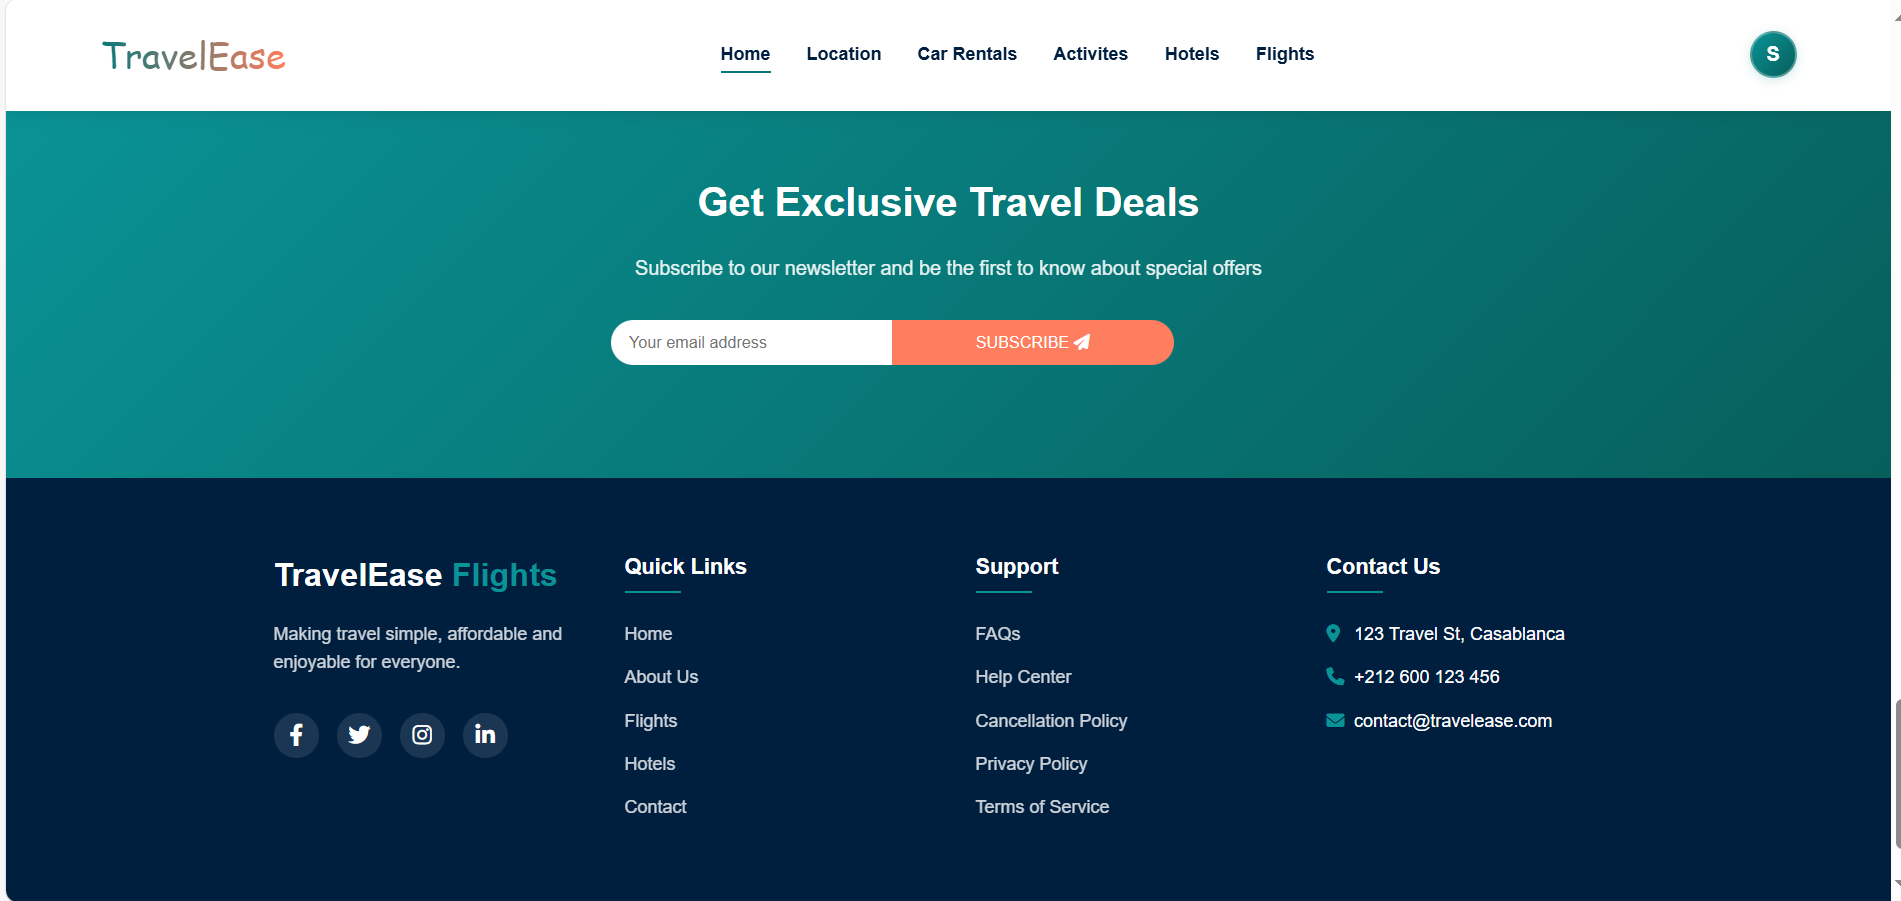 TravelEase
Home Location Car Rentals Activites Hotels Flights
S
Get Exclusive Travel Deals
Subscribe to our newsletter and be the first to know about special offers
Your email address
SUBSCRIBE
TravelEase Flights
Making travel simple, affordable and
enjoyable for everyone.
Quick Links
Home
About Us
Flights
Hotels
Contact
Support
FAQs
Help Center
Cancellation Policy
Privacy Policy
Terms of Service
Contact Us
123 Travel St, Casablanca
+212 600 123 456
contact@travelease.com